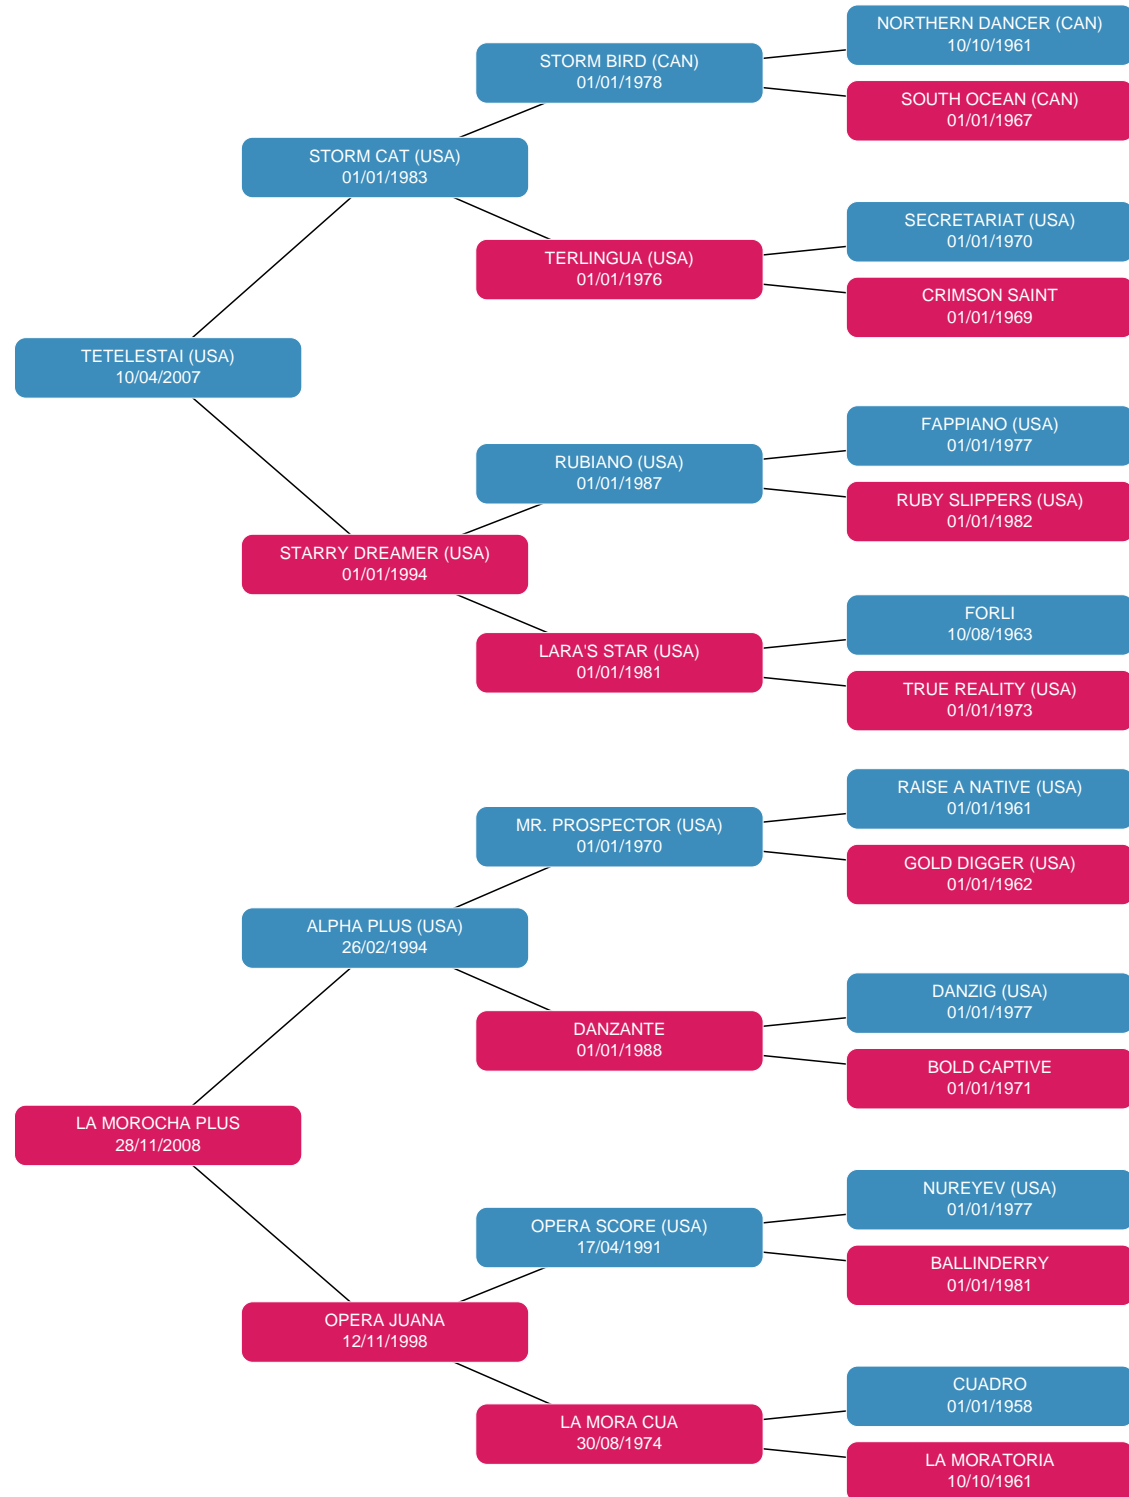 NORTHERN DANCER (CAN)
10/10/1961
STORM BIRD (CAN)
01/01/1978
SOUTH OCEAN (CAN)
01/01/1967
STORM CAT (USA)
01/01/1983
SECRETARIAT (USA)
01/01/1970
TERLINGUA (USA)
01/01/1976
CRIMSON SAINT
01/01/1969
TETELESTAI (USA)
10/04/2007
FAPPIANO (USA)
01/01/1977
RUBIANO (USA)
01/01/1987
RUBY SLIPPERS (USA)
01/01/1982
STARRY DREAMER (USA)
01/01/1994
FORLI
10/08/1963
LARA'S STAR (USA)
01/01/1981
TRUE REALITY (USA)
01/01/1973
RAISE A NATIVE (USA)
01/01/1961
MR. PROSPECTOR (USA)
01/01/1970
GOLD DIGGER (USA)
01/01/1962
ALPHA PLUS (USA)
26/02/1994
DANZIG (USA)
01/01/1977
DANZANTE
01/01/1988
BOLD CAPTIVE
01/01/1971
LA MOROCHA PLUS
28/11/2008
NUREYEV (USA)
01/01/1977
OPERA SCORE (USA)
17/04/1991
BALLINDERRY
01/01/1981
OPERA JUANA
12/11/1998
CUADRO
01/01/1958
LA MORA CUA
30/08/1974
LA MORATORIA
10/10/1961